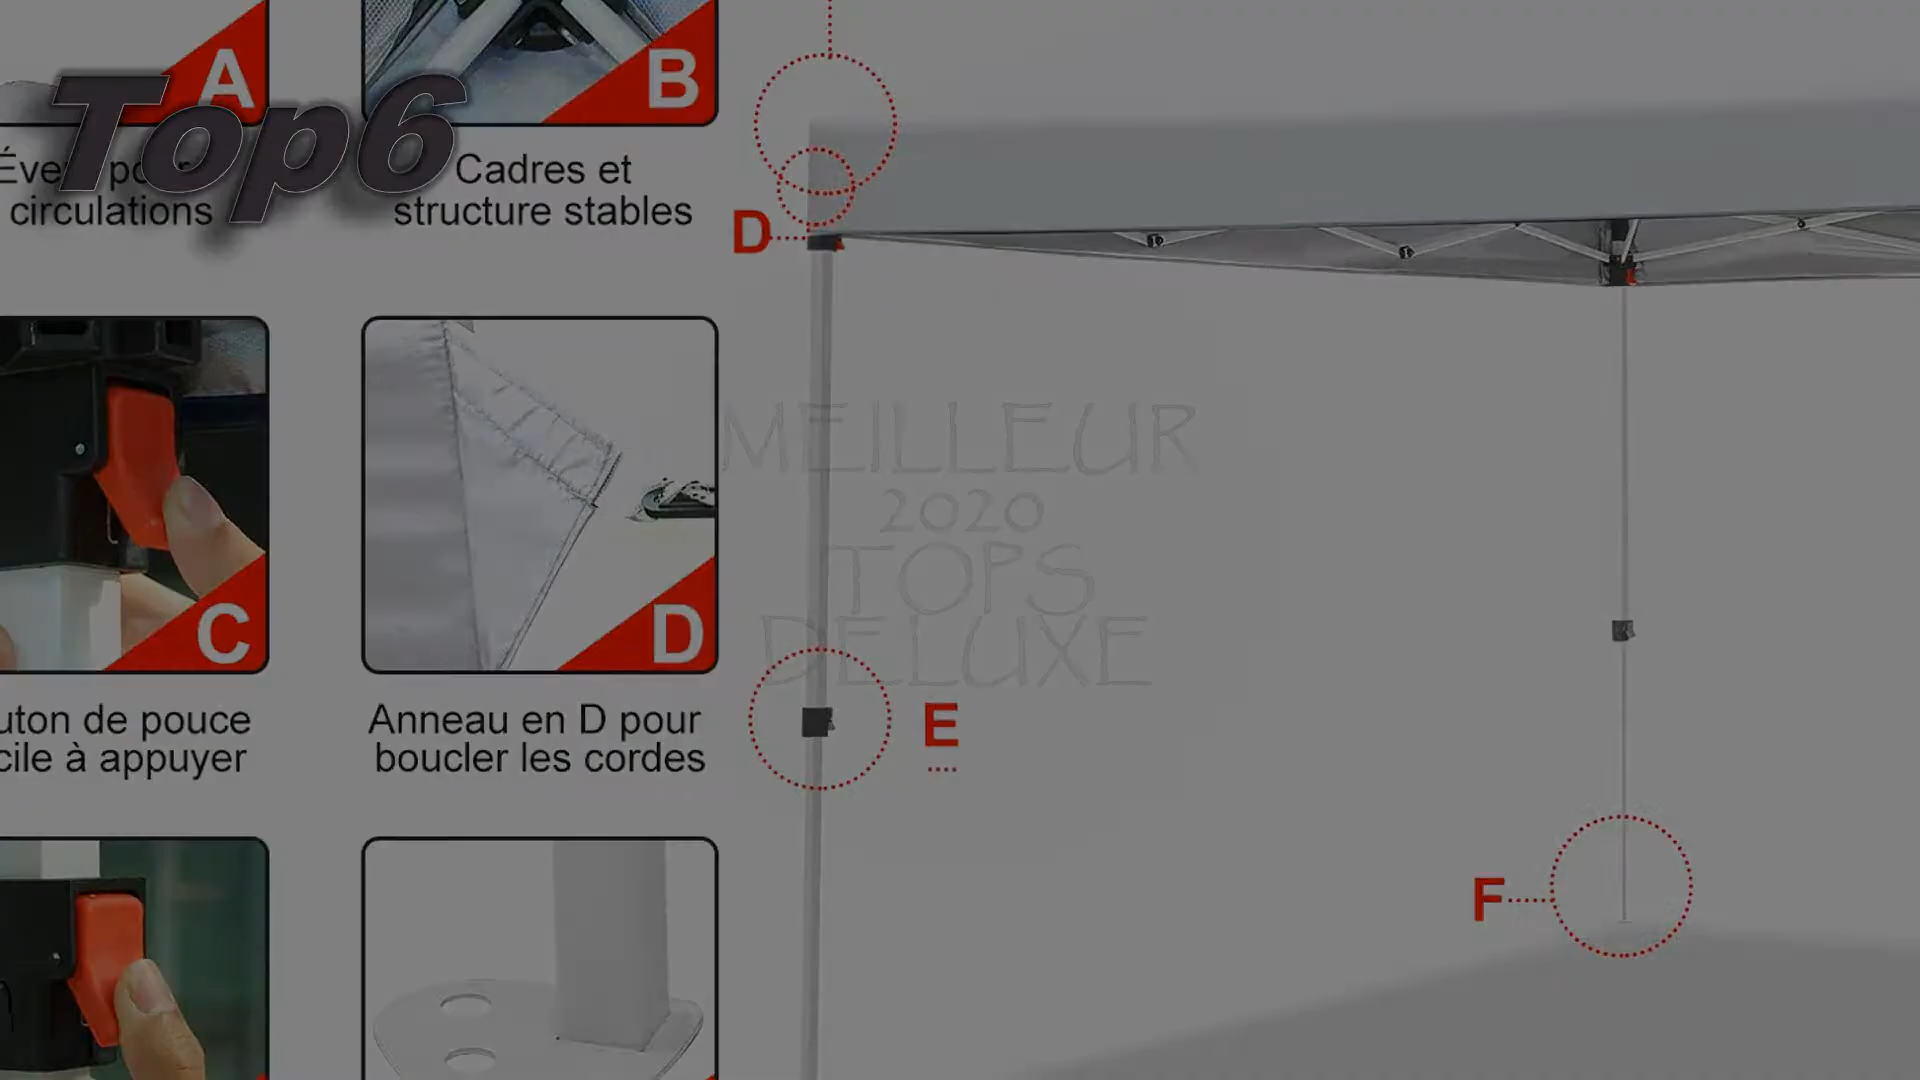 Top6
A
B
Cadres et
structure stables
circulations
D
C
D
uton de pouce
cile à appuyer
Anneau en D pour
boucler les cordes
MEILLEUR
2020
TOPS
DELUXE
E
F